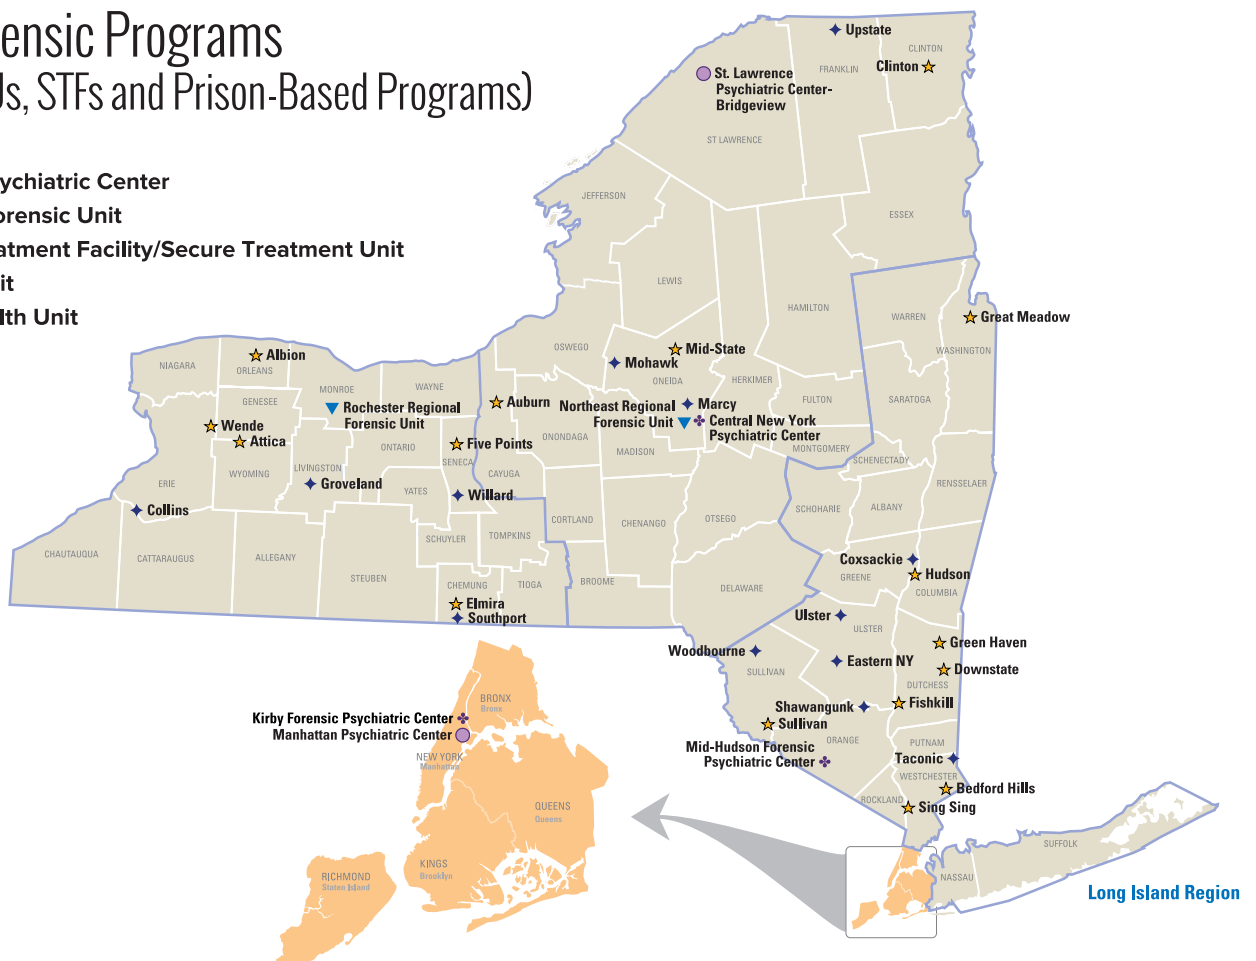 ensic Programs
Js, STFs and Prison-Based Programs)
ychiatric Center
orensic Unit
atment Facility/Secure Treatment Unit
it
lth Unit
Upstate
CLINTON
FRANKLIN
Clinton
St. Lawrence
Psychiatric Center-
Bridgeview
ST LAWRENCE
JEFFERSON
ESSEX
LEWIS
HAMILTON
WARREN
Great Meadow
WASHINGTON
OSWEGO
Mid-State
Mohawk
ONEIDA
HERKIMER
FULTON
SARATOGA
NIAGARA
Albion
ORLEANS
MONROE
WAYNE
GENESEE
Rochester Regional
Forensic Unit
Auburn
Northeast Regional
Forensic Unit
Marcy
Central New York
Psychiatric Center
Wende
Attica
ONTARIO
Five Points
SENECA
ONONDAGA
MADISON
MONTGOMERY
SCHENECTADY
WYOMING
LIVINGSTON
Groveland
YATES
Willard
CAYUGA
RENSSELAER
ERIE
Collins
CORTLAND
CHENANGO
OTSEGO
SCHOHARIE
ALBANY
CHAUTAUQUA
CATTARAUGUS
ALLEGANY
STEUBEN
SCHUYLER
TOMPKINS
CHEMUNG
TIOGA
BROOME
DELAWARE
Coxsackie
GREENE
Hudson
COLUMBIA
Elmira
Southport
Ulster
ULSTER
Green Haven
Woodbourne
SULLIVAN
Eastern NY
Downstate
DUTCHESS
Shawangunk
Fishkill
Sullivan
ORANGE
PUTNAM
Mid-Hudson Forensic
Psychiatric Center
Taconic
WESTCHESTER
Bedford Hills
ROCKLAND
Sing Sing
BRONX
Bronx
Kirby Forensic Psychiatric Center
Manhattan Psychiatric Center
NEW YORK
Manhattan
QUEENS
Queens
KINGS
Brooklyn
RICHMOND
Staten Island
SUFFOLK
NASSAU
Long Island Region